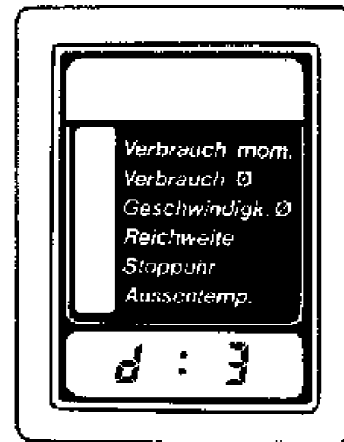 Verbrauch mom.
Verbrauch Ø
Geschwindigk. Ø
Reichweite
Stoppuhr
Aussentemp.
d : 3